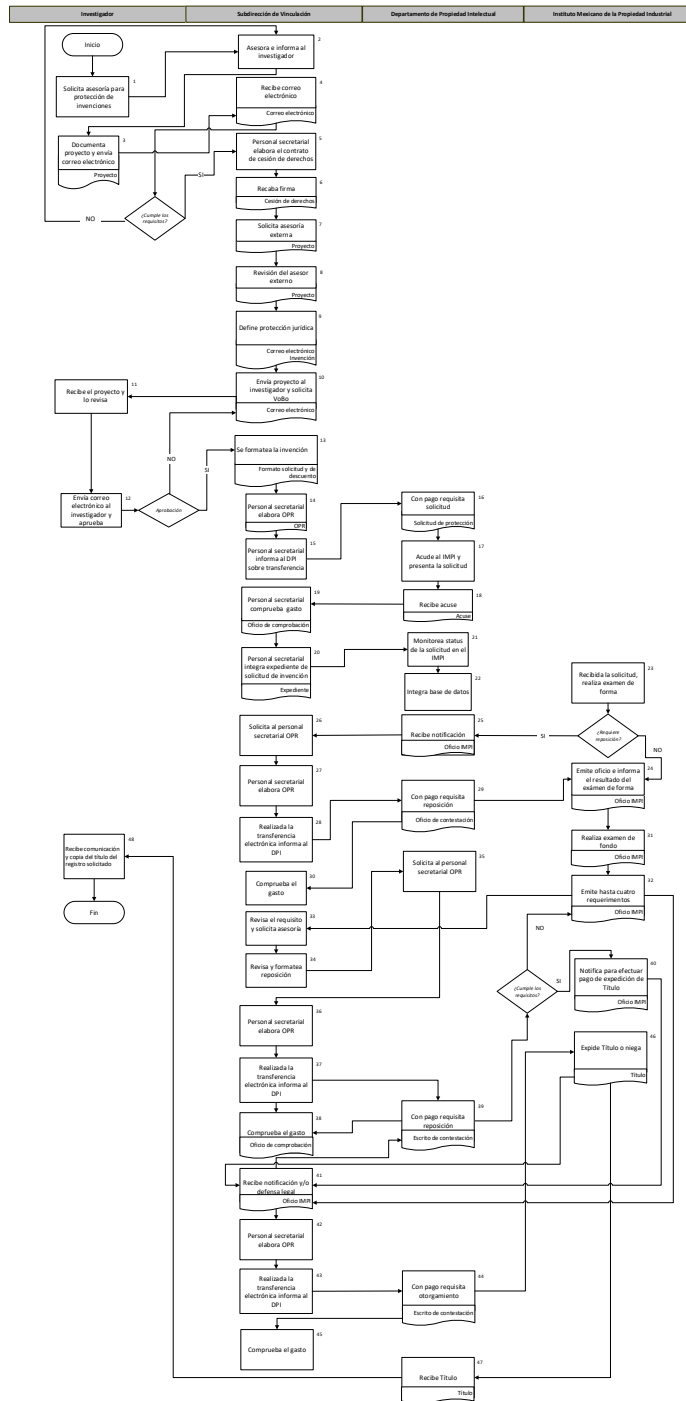 Investigador
Subdirección de Vinculación
Departamento de Propiedad Intelectual
Instituto Mexicano de la Propiedad Industrial
Inicio
1
Solicita asesoría para
protección de
invenciones
2
Asesora e informa al
investigador
3
Documenta
proyecto y envía
correo electrónico
Proyecto
4
Recibe correo
electrónico
Correo electrónico
¿Cumple los
requisitos?
NO
SI
5
Personal secretarial
elabora el contrato
de cesión de derechos
6
Recaba firma
Cesión de derechos
7
Solicita asesoría
externa
Proyecto
8
Revisión del asesor
externo
Proyecto
9
Define protección jurídica
Correo electrónico
Invención
10
Envía proyecto al
investigador y solicita
VoBo
Correo electrónico
11
Recibe el proyecto y
lo revisa
12
Envía correo
electrónico al
investigador y
aprueba
Aprobación
NO
SI
13
Se formatea la invención
Formato solicitud y de
descuento
14
Personal secretarial
elabora OPR
OPR
15
Personal secretarial
informa al DPI
sobre transferencia
16
Con pago requisita
solicitud
Solicitud de protección
17
Acude al IMPI y
presenta la solicitud
18
Recibe acuse
Acuse
19
Personal secretarial
comprueba gasto
Oficio de comprobación
20
Personal secretarial
integra expediente de
solicitud de invención
Expediente
21
Monitorea status
de la solicitud en el
IMPI
22
Integra base de datos
23
Recibida la solicitud,
realiza examen de
forma
¿Requiere
reposición?
SI
NO
24
Emite oficio e informa
el resultado del
exámen de forma
Oficio IMPI
25
Recibe notificación
Oficio IMPI
26
Solicita al personal
secretarial OPR
27
Personal secretarial
elabora OPR
28
Realizada la
transferencia
electrónica informa al
DPI
29
Con pago requisita
reposición
Oficio de contestación
30
Comprueba el
gasto
31
Realiza examen de
fondo
Oficio IMPI
32
Emite hasta cuatro
requerimentos
Oficio IMPI
33
Revisa el requisito
y solicita asesoría
34
Revisa y formatea
reposición
35
Solicita al personal
secretarial OPR
36
Personal secretarial
elabora OPR
37
Realizada la
transferencia
electrónica informa al
DPI
38
Comprueba el gasto
Oficio de comprobación
39
Con pago requisita
reposición
Escrito de contestación
¿Cumple los
requisitos?
NO
SI
40
Notifica para efectuar
pago de expedición de
Título
Oficio IMPI
41
Recibe notificación y/o
defensa legal
Oficio IMPI
42
Personal secretarial
elabora OPR
43
Realizada la
transferencia
electrónica informa al
DPI
44
Con pago requisita
otorgamiento
Escrito de contestación
45
Comprueba el gasto
46
Expide Título o niega
Título
47
Recibe Título
Título
48
Recibe comunicación
y copia del título del
registro solicitado
Fin